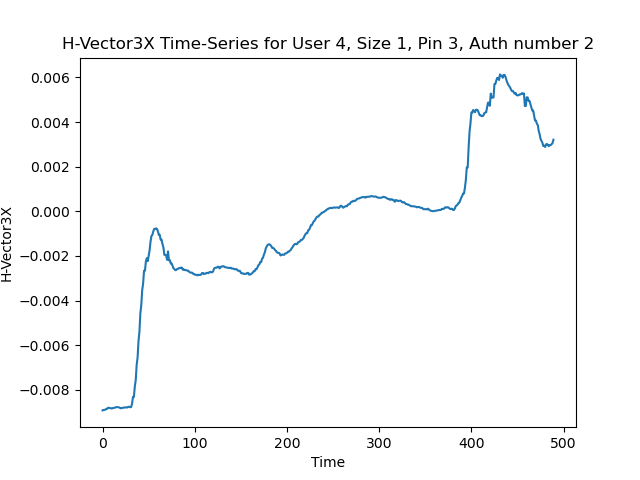 H-Vector3X Time-Series for User 4, Size 1, Pin 3, Auth number 2
0.006
0.004
0.002
0.000
−0.002
−0.004
−0.006
−0.008
H-Vector3X
0 100 200 300 400 500
Time